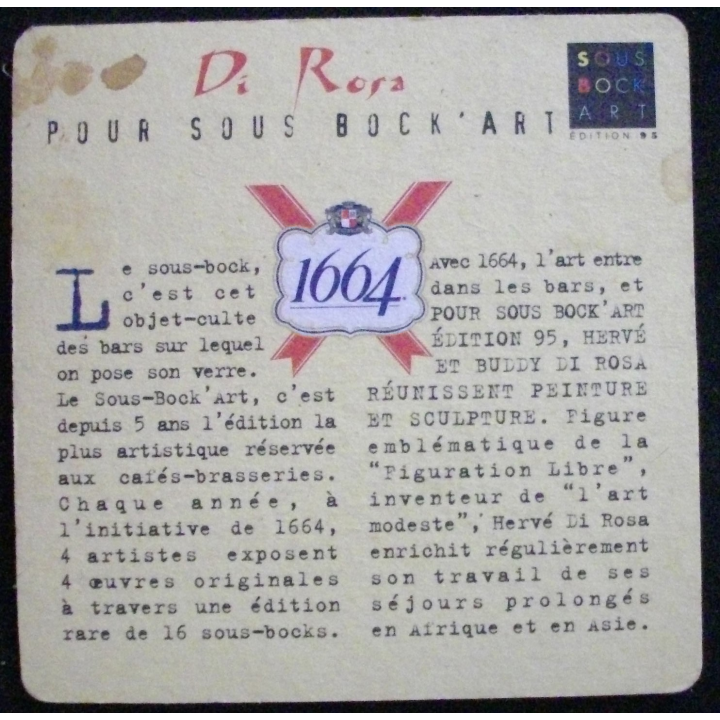 Di Rosa
POUR SOUS BOCK'ART
SOUS
BOCK
ART
ÉDITION 95
1664
Le sous-bock,
c'est cet
objet-culte
des bars sur lequel
on pose son verre.
Le Sous-Bock'Art, c'est
depuis 5 ans l'édition la
plus artistique réservée
aux cafés-brasseries.
Chaque année, à
l'initiative de 1664,
4 artistes exposent
4 œuvres originales
à travers une édition
rare de 16 sous-bocks.
Avec 1664, l'art entre
dans les bars, et
POUR SOUS BOCK'ART
ÉDITION 95, HERVÉ
ET BUDDY DI ROSA
RÉUNISSENT PEINTURE
ET SCULPTURE. Figure
emblématique de la
"Figuration Libre",
inventeur de "l'art
modeste", Hervé Di Rosa
enrichit régulièrement
son travail de ses
séjours prolongés
en Afrique et en Asie.